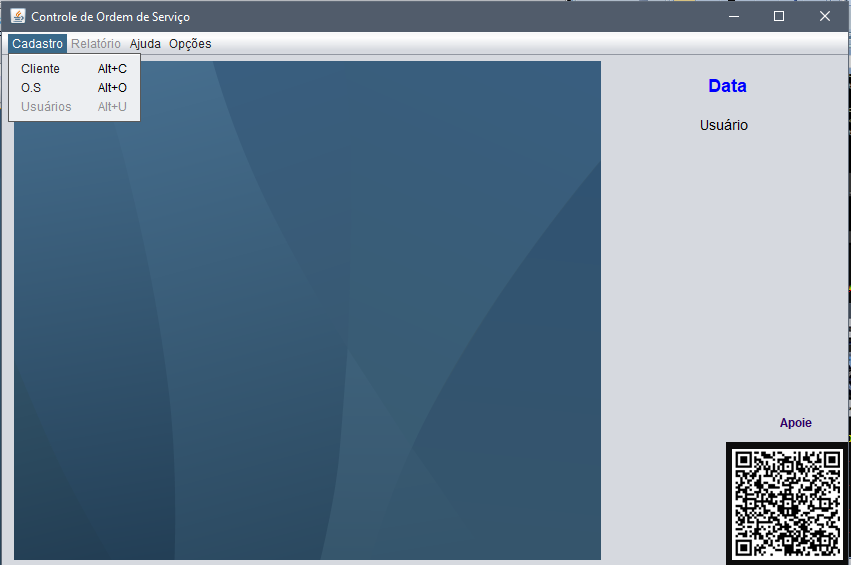 Controle de Ordem de Serviço
Cadastro Relatório Ajuda Opções
Cliente Alt+C
O.S Alt+O
Usuários Alt+U
Data
Usuário
Apoie